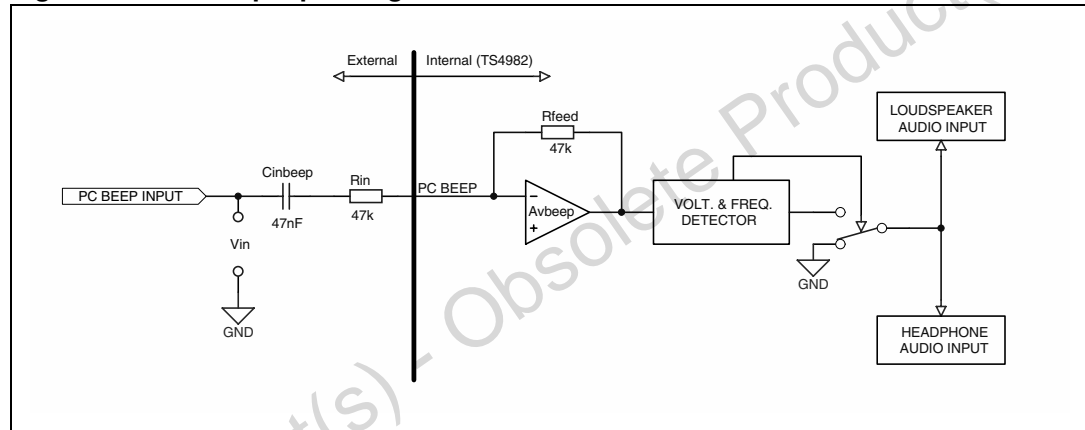 External
Internal (TS4982)
Rfeed
47k
LOUDSPEAKER
AUDIO INPUT
PC BEEP INPUT
Cinbeep
47nF
Rin
47k
PC BEEP
Avbeep
VOLT. & FREQ.
DETECTOR
Vin
GND
GND
HEADPHONE
AUDIO INPUT
- Obsolete Product(
t(s)